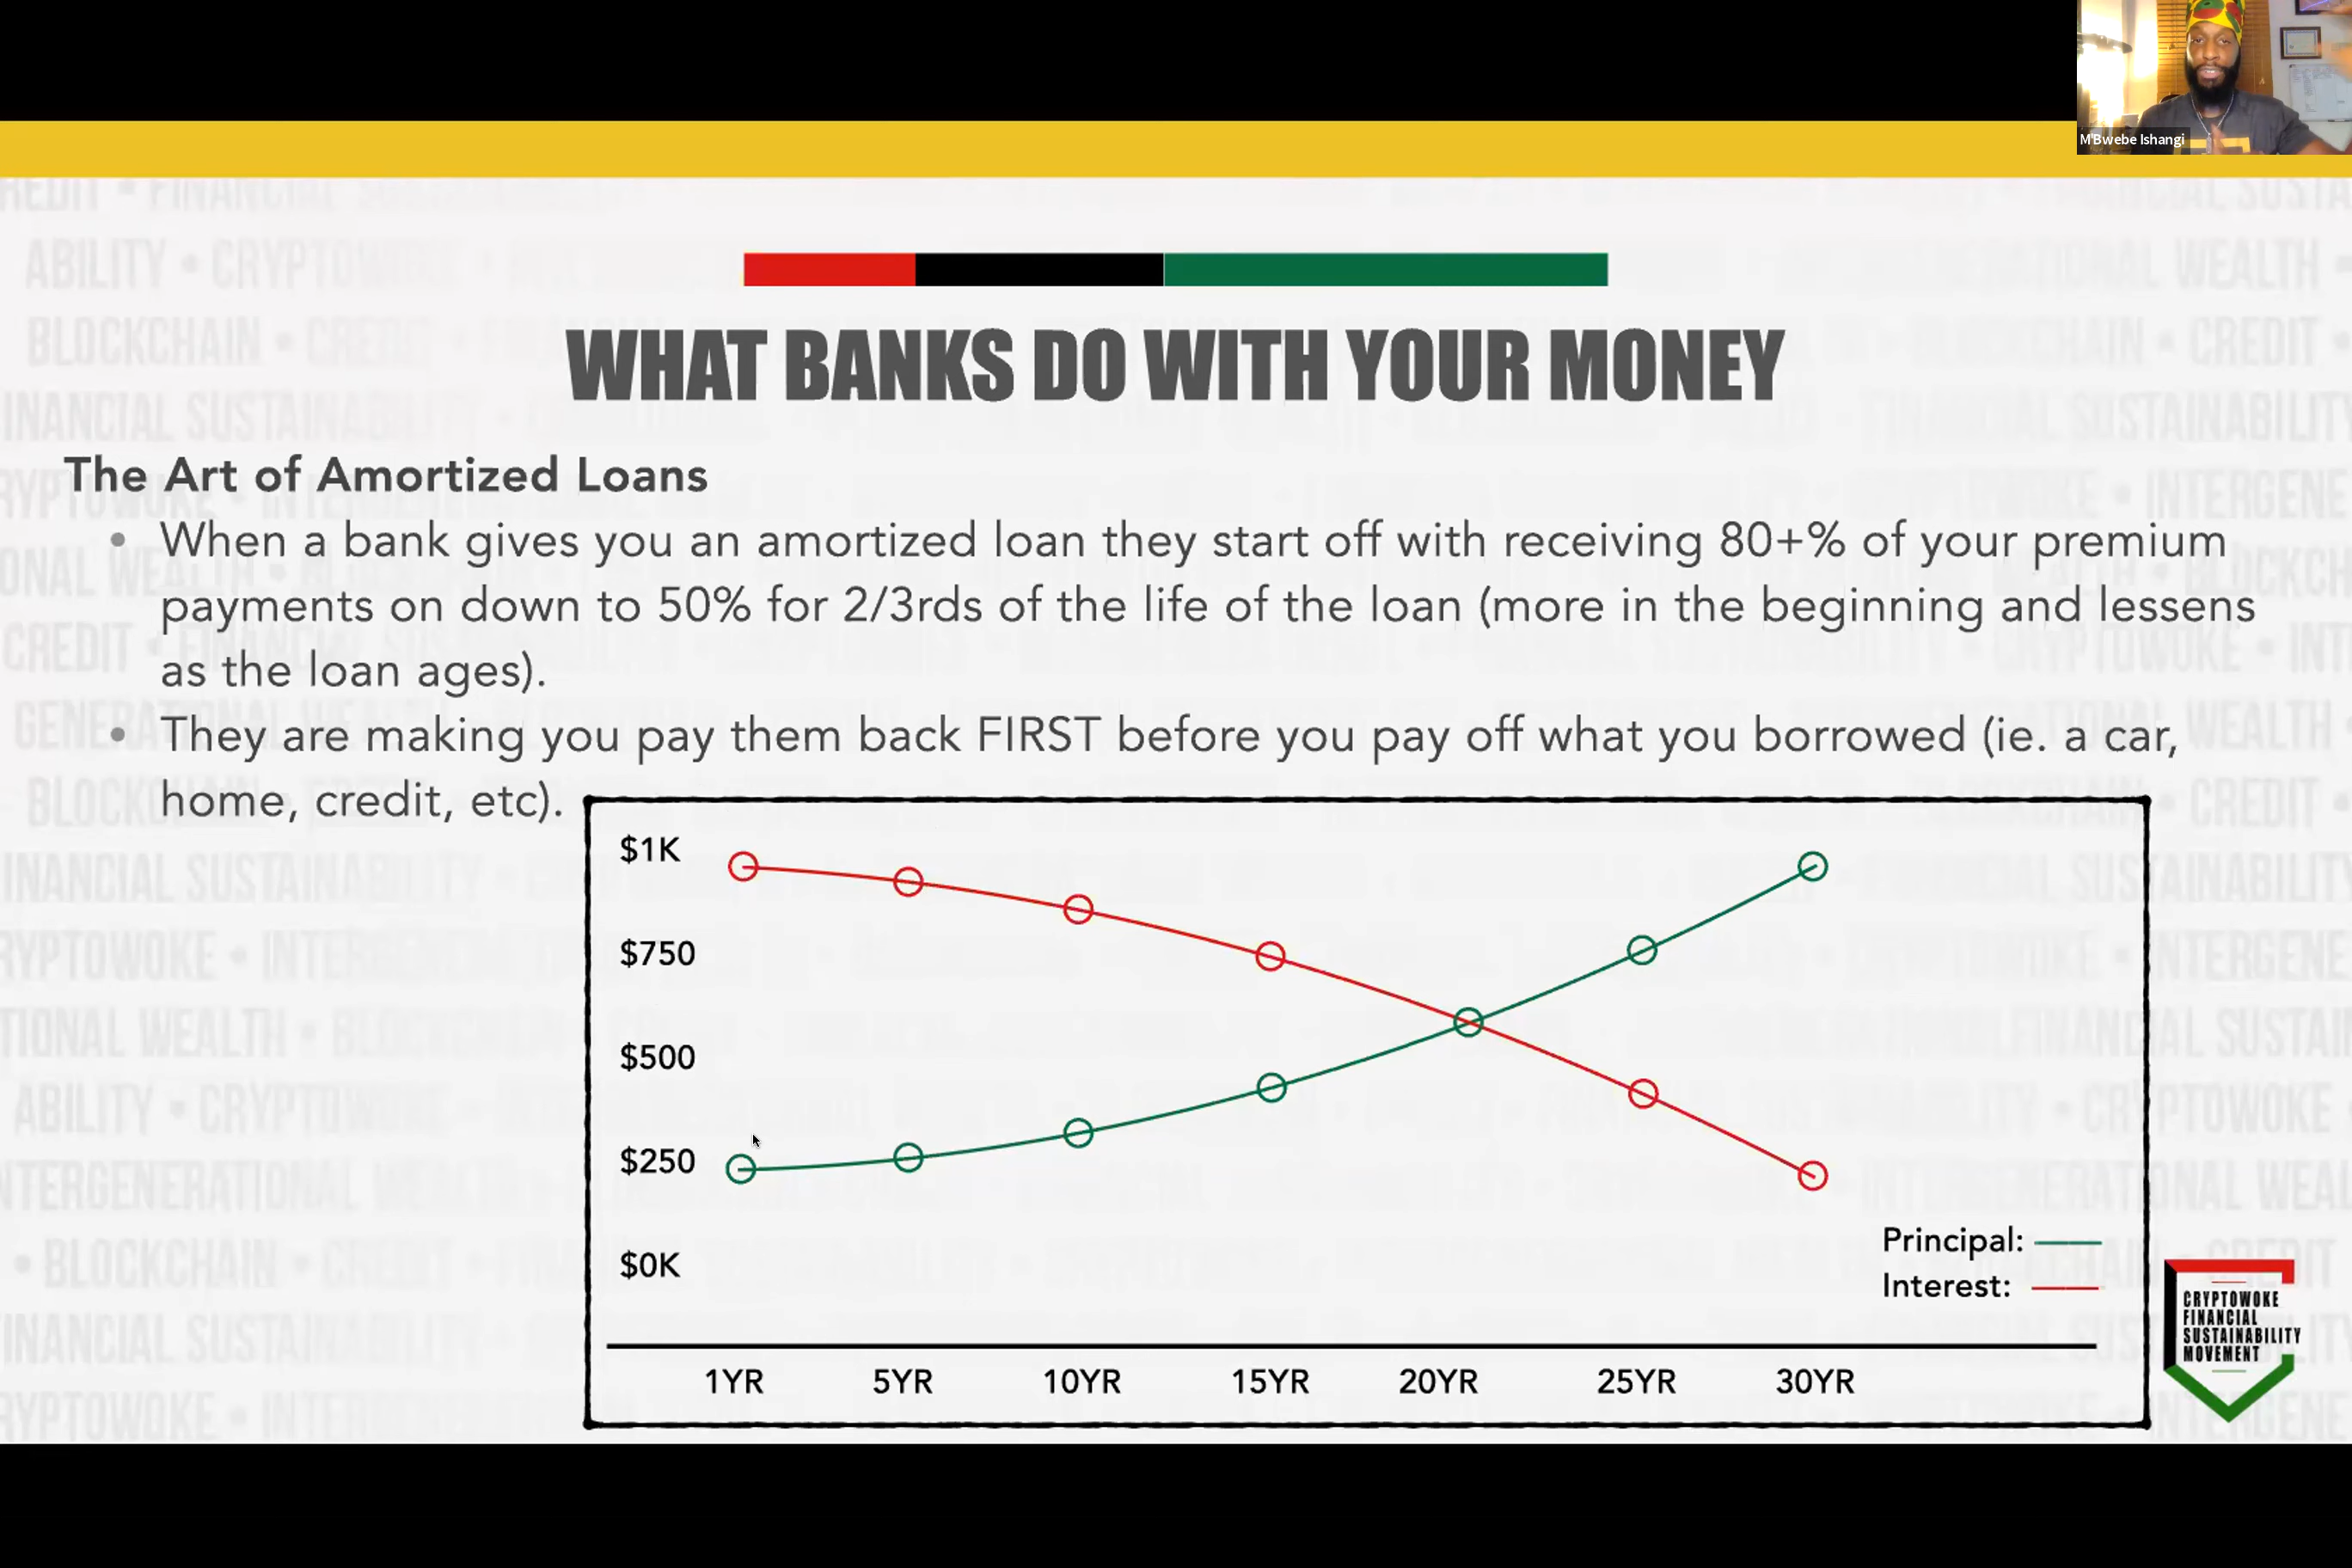 M'Bwebe Ishangi
WHAT BANKS DO WITH YOUR MONEY
The Art of Amortized Loans
• When a bank gives you an amortized loan they start off with receiving 80+% of your premium
payments on down to 50% for 2/3rds of the life of the loan (more in the beginning and lessens
as the loan ages).
• They are making you pay them back FIRST before you pay off what you borrowed (ie. a car,
home, credit, etc).
$1K
$750
$500
$250
$0K
Principal:
Interest:
1YR 5YR 10YR 15YR 20YR 25YR 30YR
CRYPTOWOKE
FINANCIAL
SUSTAINABILITY
MOVEMENT